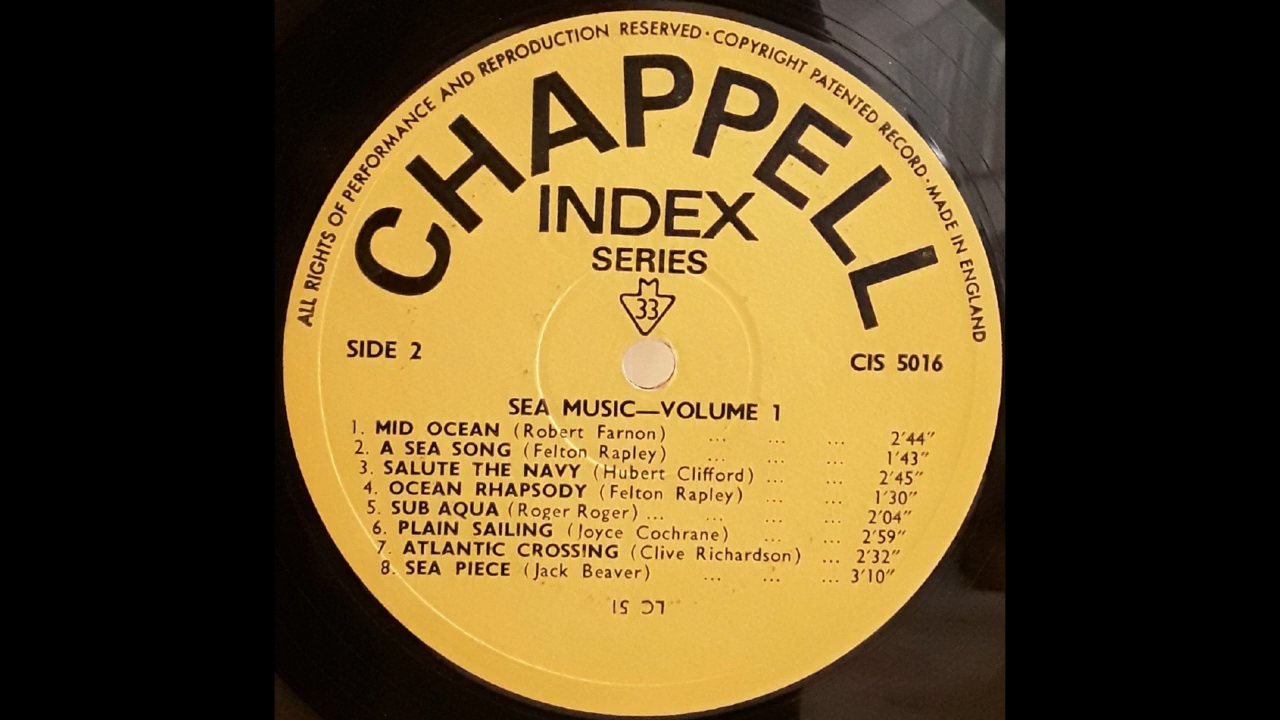 ALL RIGHTS OF PERFORMANCE AND REPRODUCTION RESERVED · COPYRIGHT PATENTED RECORD · MADE IN ENGLAND
CHAPPELL
INDEX
SERIES
33
SIDE 2
CIS 5016
SEA MUSIC—VOLUME 1
1. MID OCEAN (Robert Farnon) ... ... ... 2'44"
2. A SEA SONG (Felton Rapley) ... ... ... 1'43"
3. SALUTE THE NAVY (Hubert Clifford) ... ... 2'45"
4. OCEAN RHAPSODY (Felton Rapley) ... ... 1'30"
5. SUB AQUA (Roger Roger) ... ... ... ... 2'04"
6. PLAIN SAILING (Joyce Cochrane) ... ... 2'59"
7. ATLANTIC CROSSING (Clive Richardson) ... 2'32"
8. SEA PIECE (Jack Beaver) ... ... ... 3'10"
LC 51